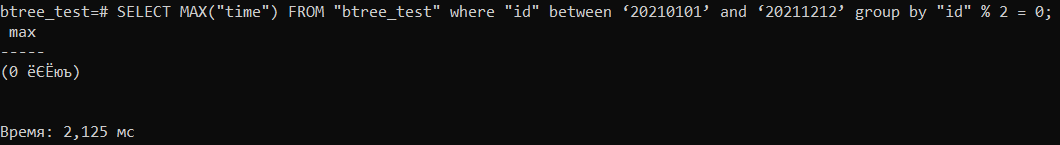 btree_test=# SELECT MAX("time") FROM "btree_test" where "id" between ‘20210101’ and ‘20211212’ group by "id" % 2 = 0;
max
-----
(0 ёЄЁюъ)
Время: 2,125 мс